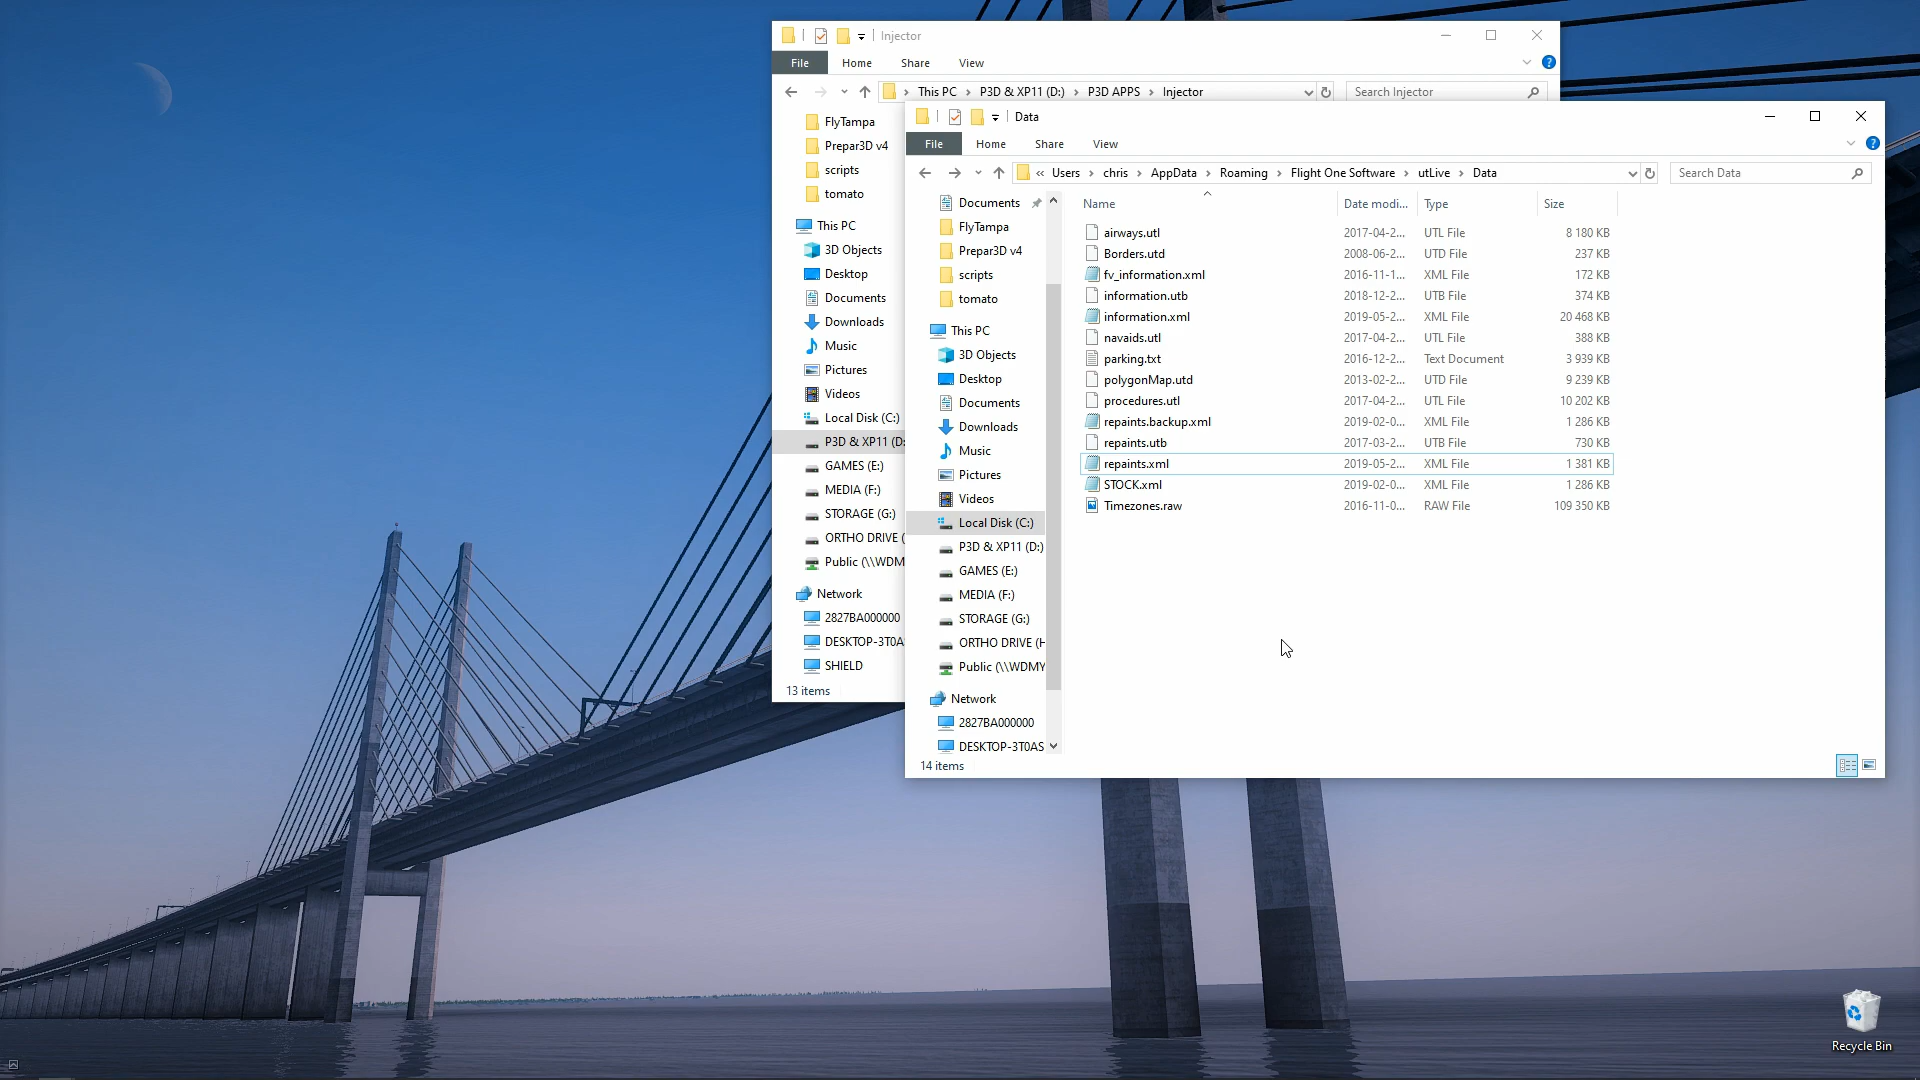 Injector
File Home Share View
This PC P3D & XP11 (D:) P3D APPS Injector Search Injector
FlyTampa
Prepar3D v4
scripts
tomato
This PC
3D Objects
Desktop
Documents
Downloads
Music
Pictures
Videos
Local Disk (C:)
P3D & XP11 (D:
GAMES (E:)
MEDIA (F:)
STORAGE (G:)
ORTHO DRIVE (
Public (\\WDM
Network
2827BA000000
DESKTOP-3T0A
SHIELD
13 items
Data
File Home Share View
« Users chris AppData Roaming Flight One Software utLive Data Search Data
Documents
FlyTampa
Prepar3D v4
scripts
tomato
This PC
3D Objects
Desktop
Documents
Downloads
Music
Pictures
Videos
Local Disk (C:)
P3D & XP11 (D:)
GAMES (E:)
MEDIA (F:)
STORAGE (G:)
ORTHO DRIVE (H
Public (\\WDMY
Network
2827BA000000
DESKTOP-3T0AS
Name Date modi... Type Size
airways.utl 2017-04-2... UTL File 8 180 KB
Borders.utd 2008-06-2... UTD File 237 KB
fv_information.xml 2016-11-1... XML File 172 KB
information.utb 2018-12-2... UTB File 374 KB
information.xml 2019-05-2... XML File 20 468 KB
navaids.utl 2017-04-2... UTL File 388 KB
parking.txt 2016-12-2... Text Document 3 939 KB
polygonMap.utd 2013-02-2... UTD File 9 239 KB
procedures.utl 2017-04-2... UTL File 10 202 KB
repaints.backup.xml 2019-02-0... XML File 1 286 KB
repaints.utb 2017-03-2... UTB File 730 KB
repaints.xml 2019-05-2... XML File 1 381 KB
STOCK.xml 2019-02-0... XML File 1 286 KB
Timezones.raw 2016-11-0... RAW File 109 350 KB
14 items
Recycle Bin